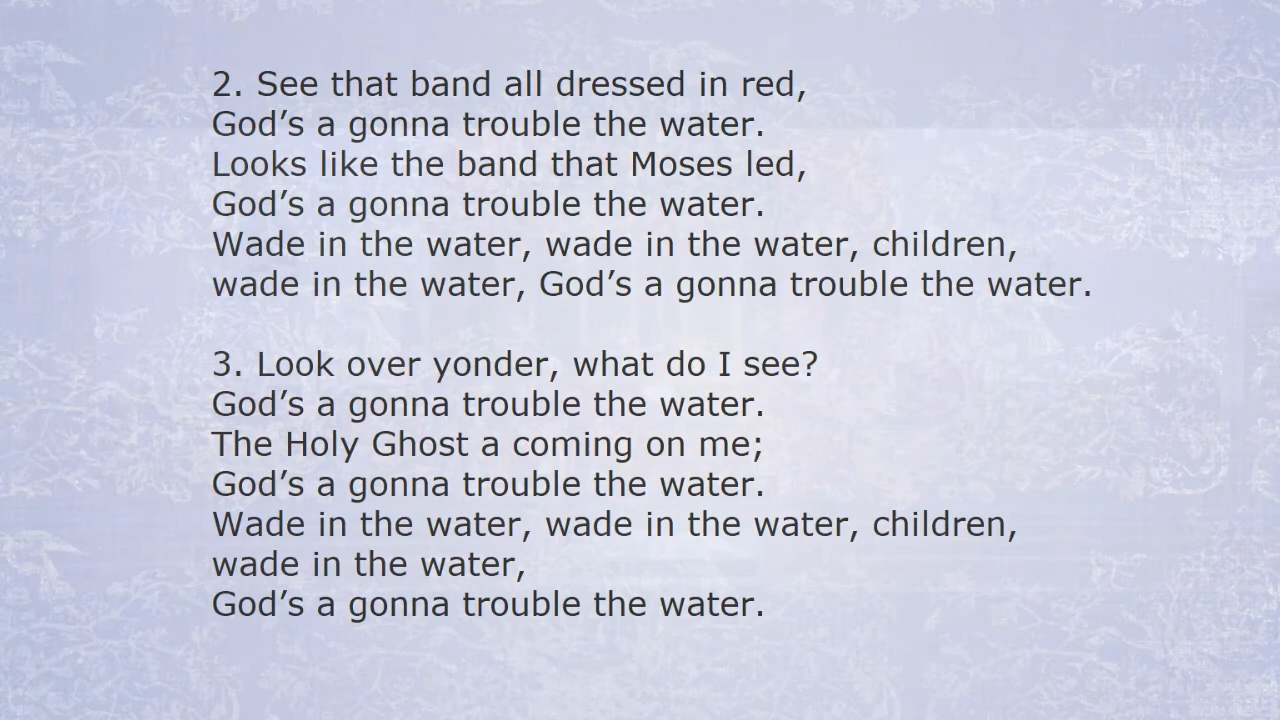 2. See that band all dressed in red,
God’s a gonna trouble the water.
Looks like the band that Moses led,
God’s a gonna trouble the water.
Wade in the water, wade in the water, children,
wade in the water, God’s a gonna trouble the water.

3. Look over yonder, what do I see?
God’s a gonna trouble the water.
The Holy Ghost a coming on me;
God’s a gonna trouble the water.
Wade in the water, wade in the water, children,
wade in the water,
God’s a gonna trouble the water.